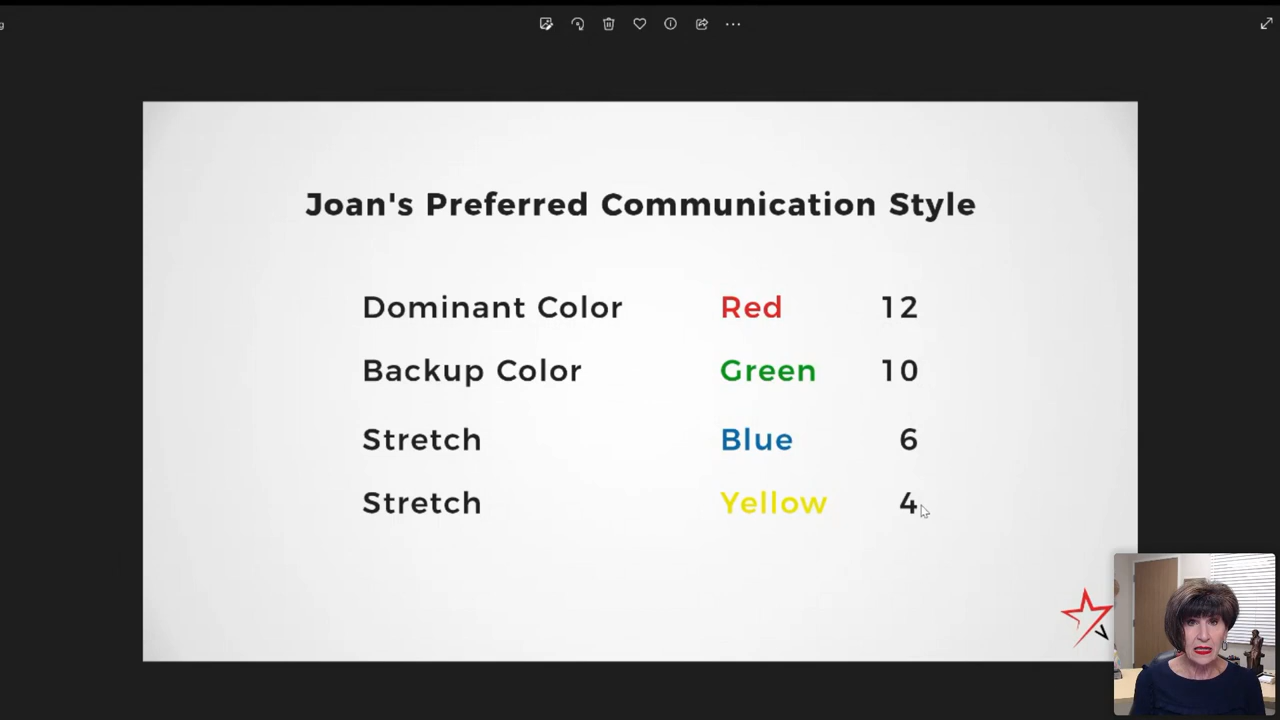 Joan's Preferred Communication Style
Dominant Color Red 12
Backup Color Green 10
Stretch Blue 6
Stretch Yellow 4